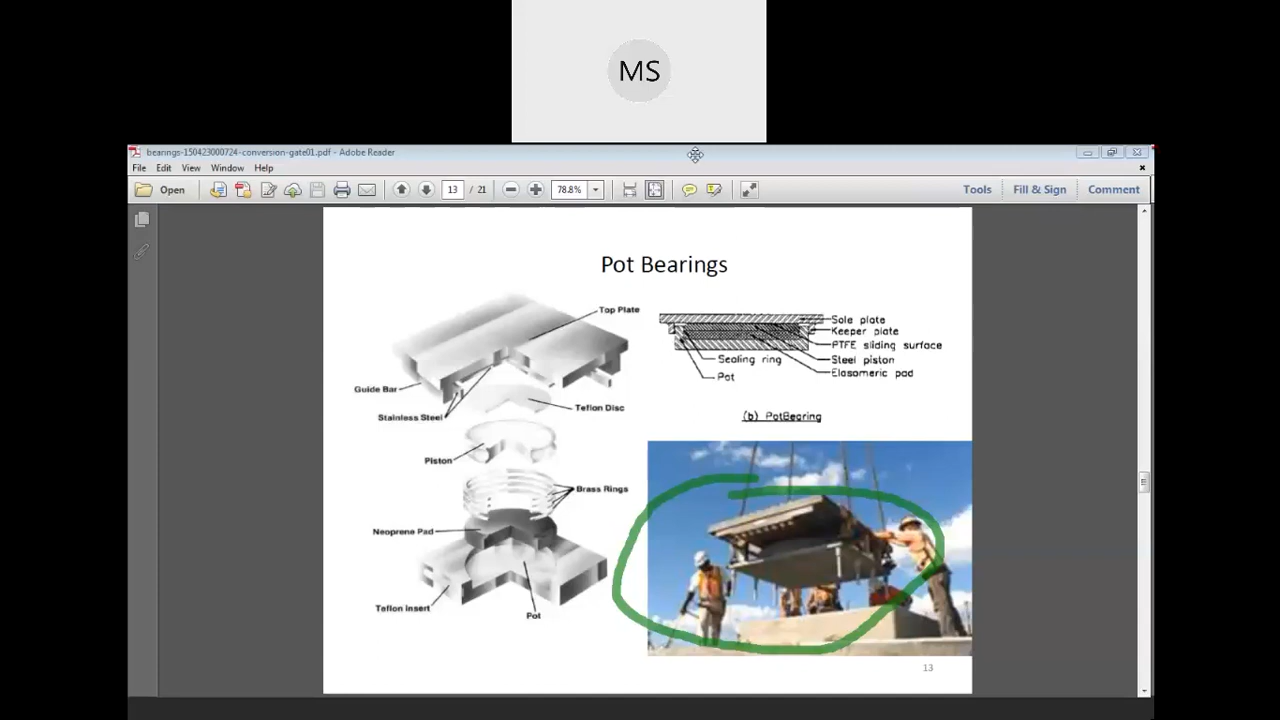 MS
bearings-150423000724-conversion-gate01.pdf - Adobe Reader
File Edit View Window Help
Open 13 / 21 78.8% Tools Fill & Sign Comment
Pot Bearings
Top Plate
Guide Bar
Stainless Steel
Teflon Disc
Piston
Brass Rings
Neoprene Pad
Teflon Insert
Pot
Sole plate
Keeper plate
PTFE sliding surface
Sealing ring
Steel piston
Pot
Elasomeric pad
(b) PotBearing
13